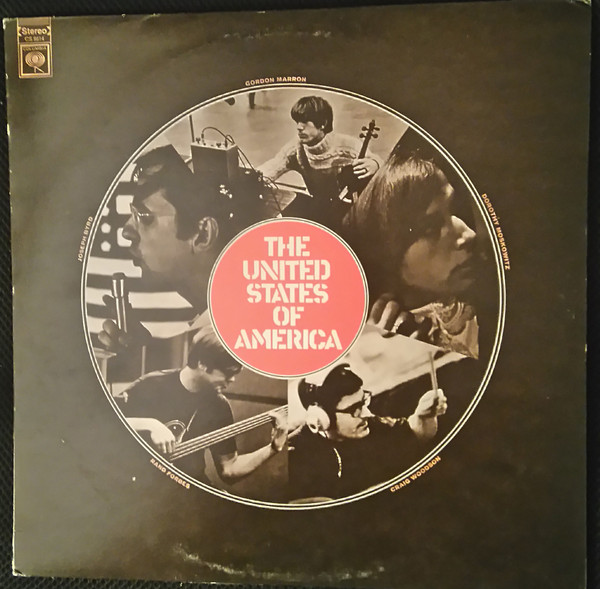 Stereo
CS 9614
COLUMBIA
GORDON MARRON
JOSEPH BYRD
DOROTHY MOSKOWITZ
THE
UNITED
STATES
OF
AMERICA
RAND FORBES
CRAIG WOODSON